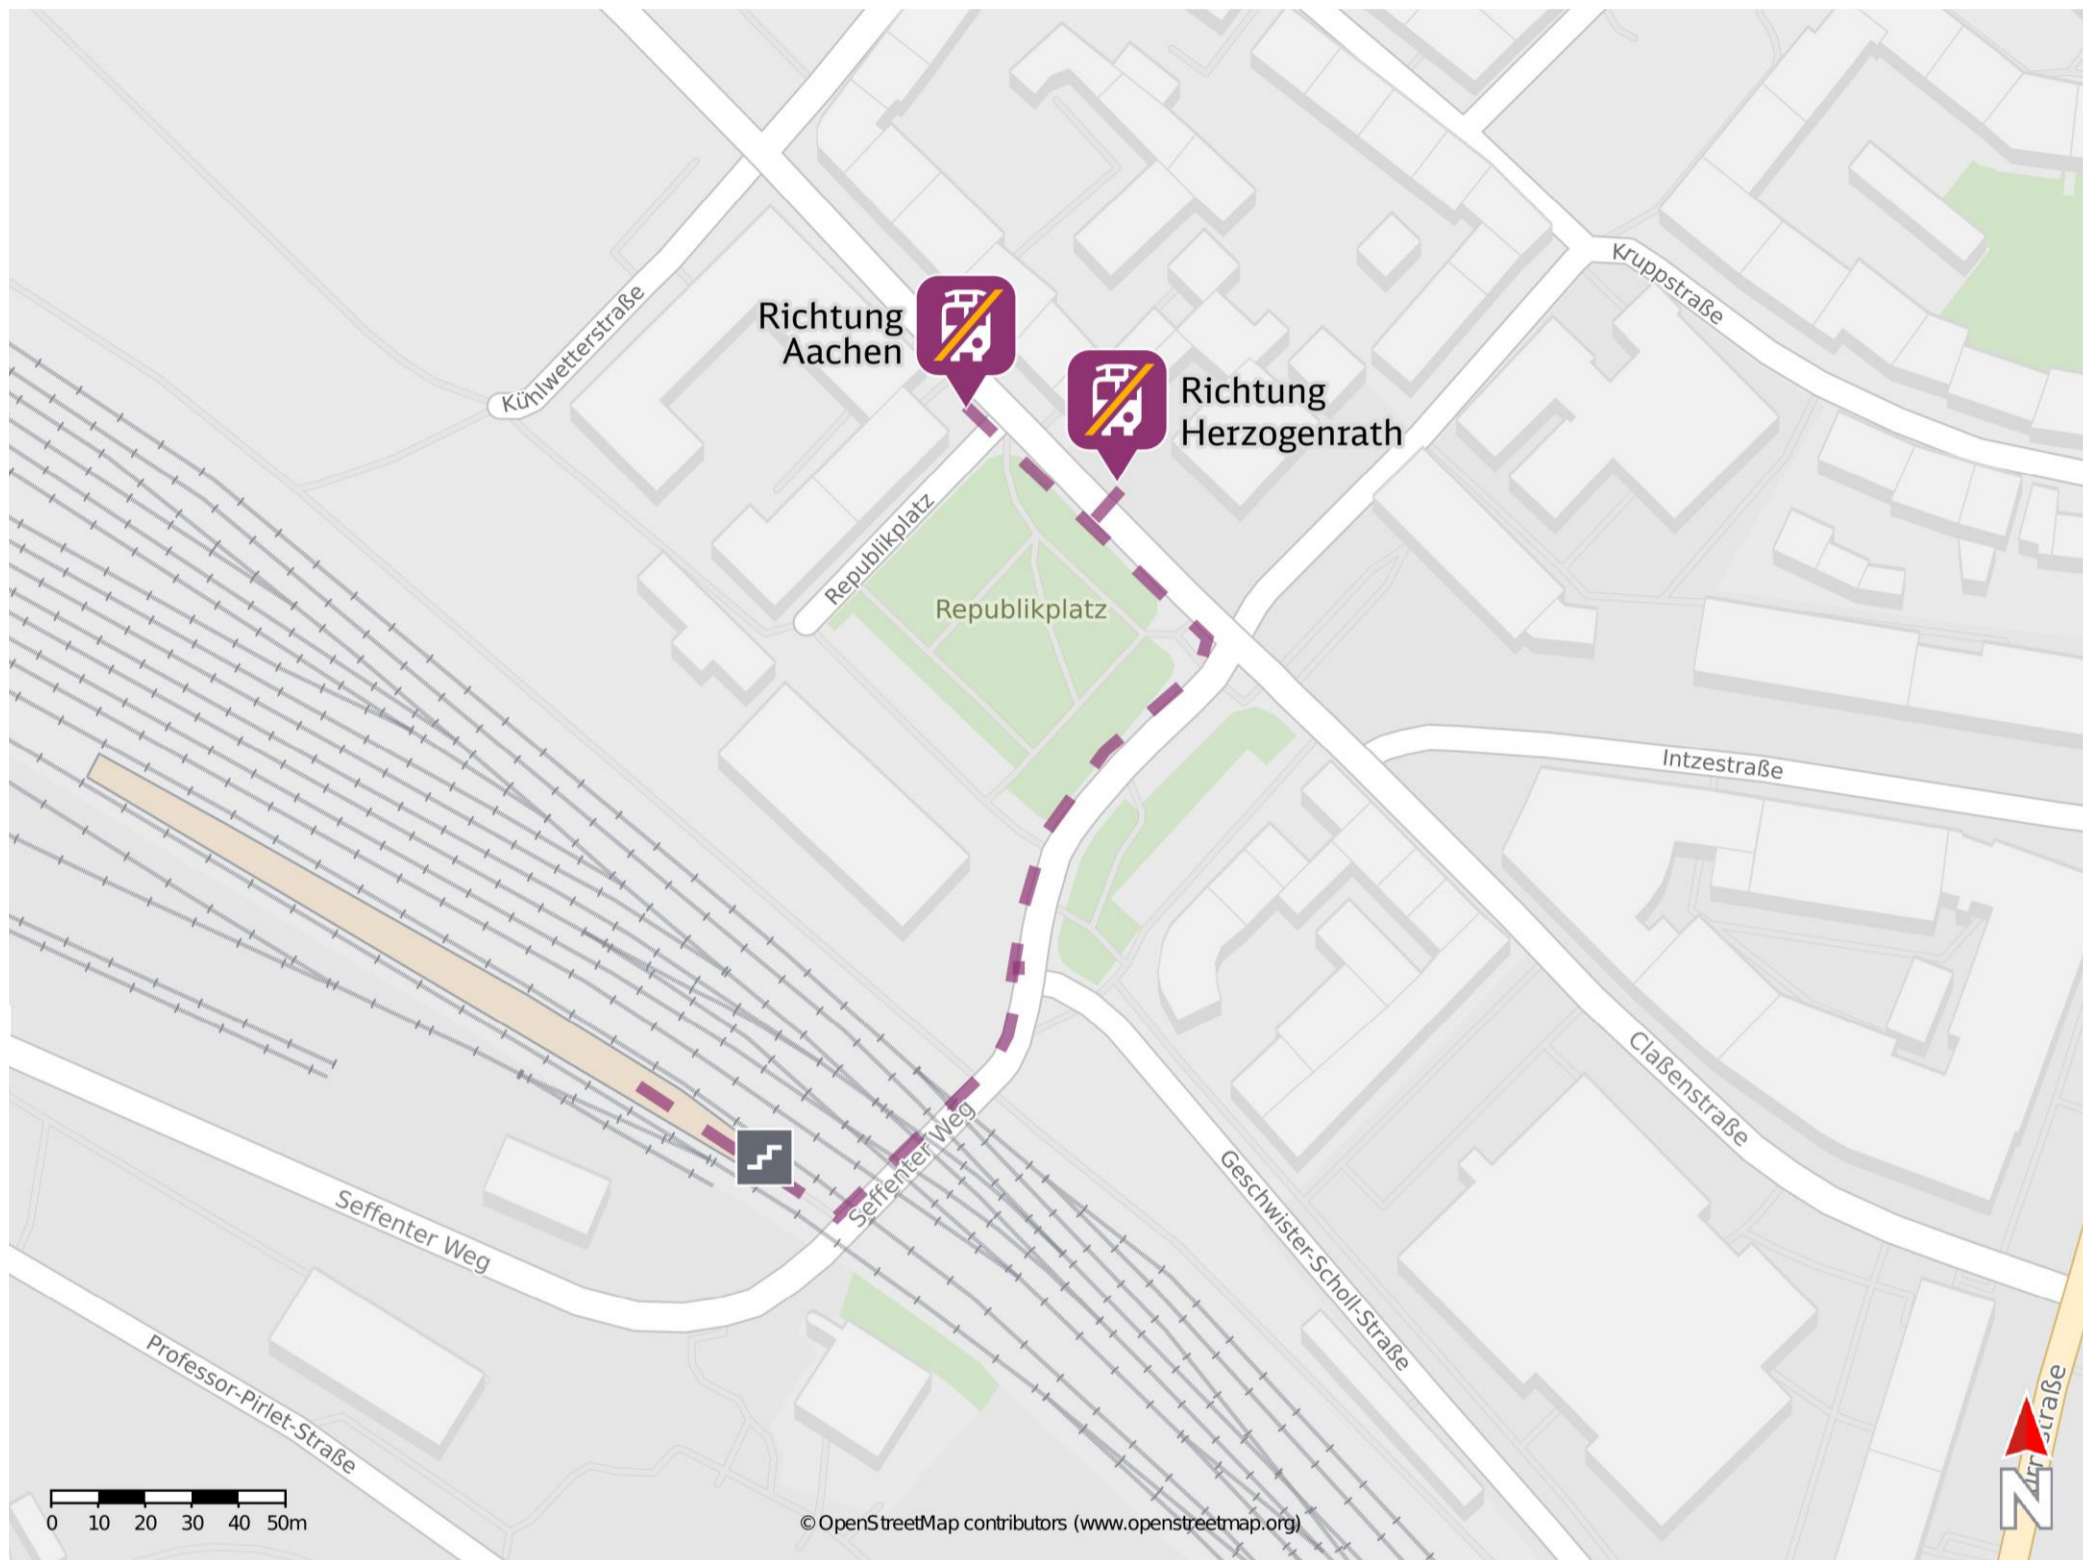 Kruppstraße
Kühlwetterstraße
Richtung
Aachen
Richtung
Herzogenrath
Republikplatz
Republikplatz
Intzestraße
Claßenstraße
Seffenter Weg
Geschwister-Scholl-Straße
Seffenter Weg
Professor-Pirlet-Straße
N
0 10 20 30 40 50m
© OpenStreetMap contributors (www.openstreetmap.org)